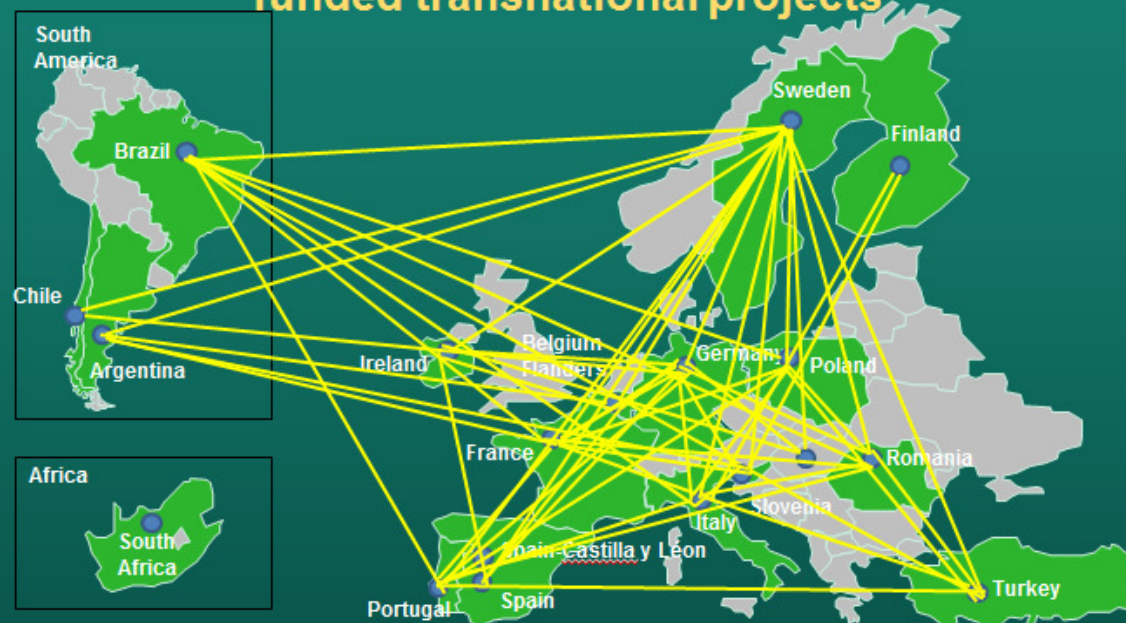 funded transnational projects
South
America
Sweden
Brazil
Finland
Chile
Belgium
Ireland
Flanders
Germany
Poland
Argentina
France
Romania
Africa
Slovenia
Italy
South
Africa
Spain-Castilla y Léon
Turkey
Spain
Portugal